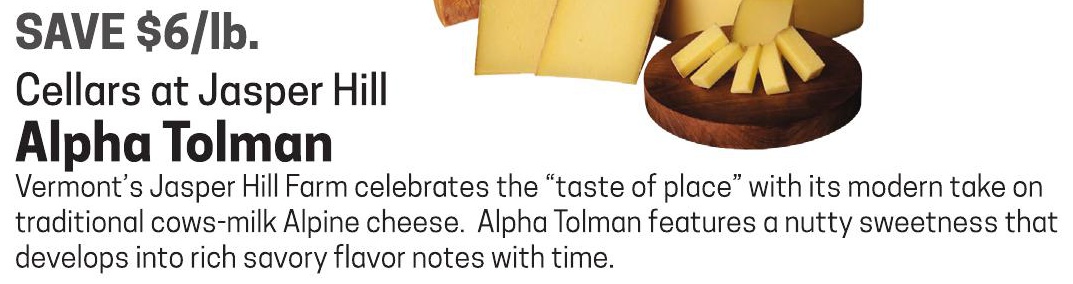 SAVE $6/lb.
Cellars at Jasper Hill
Alpha Tolman
Vermont’s Jasper Hill Farm celebrates the “taste of place” with its modern take on
traditional cows-milk Alpine cheese.  Alpha Tolman features a nutty sweetness that
develops into rich savory flavor notes with time.